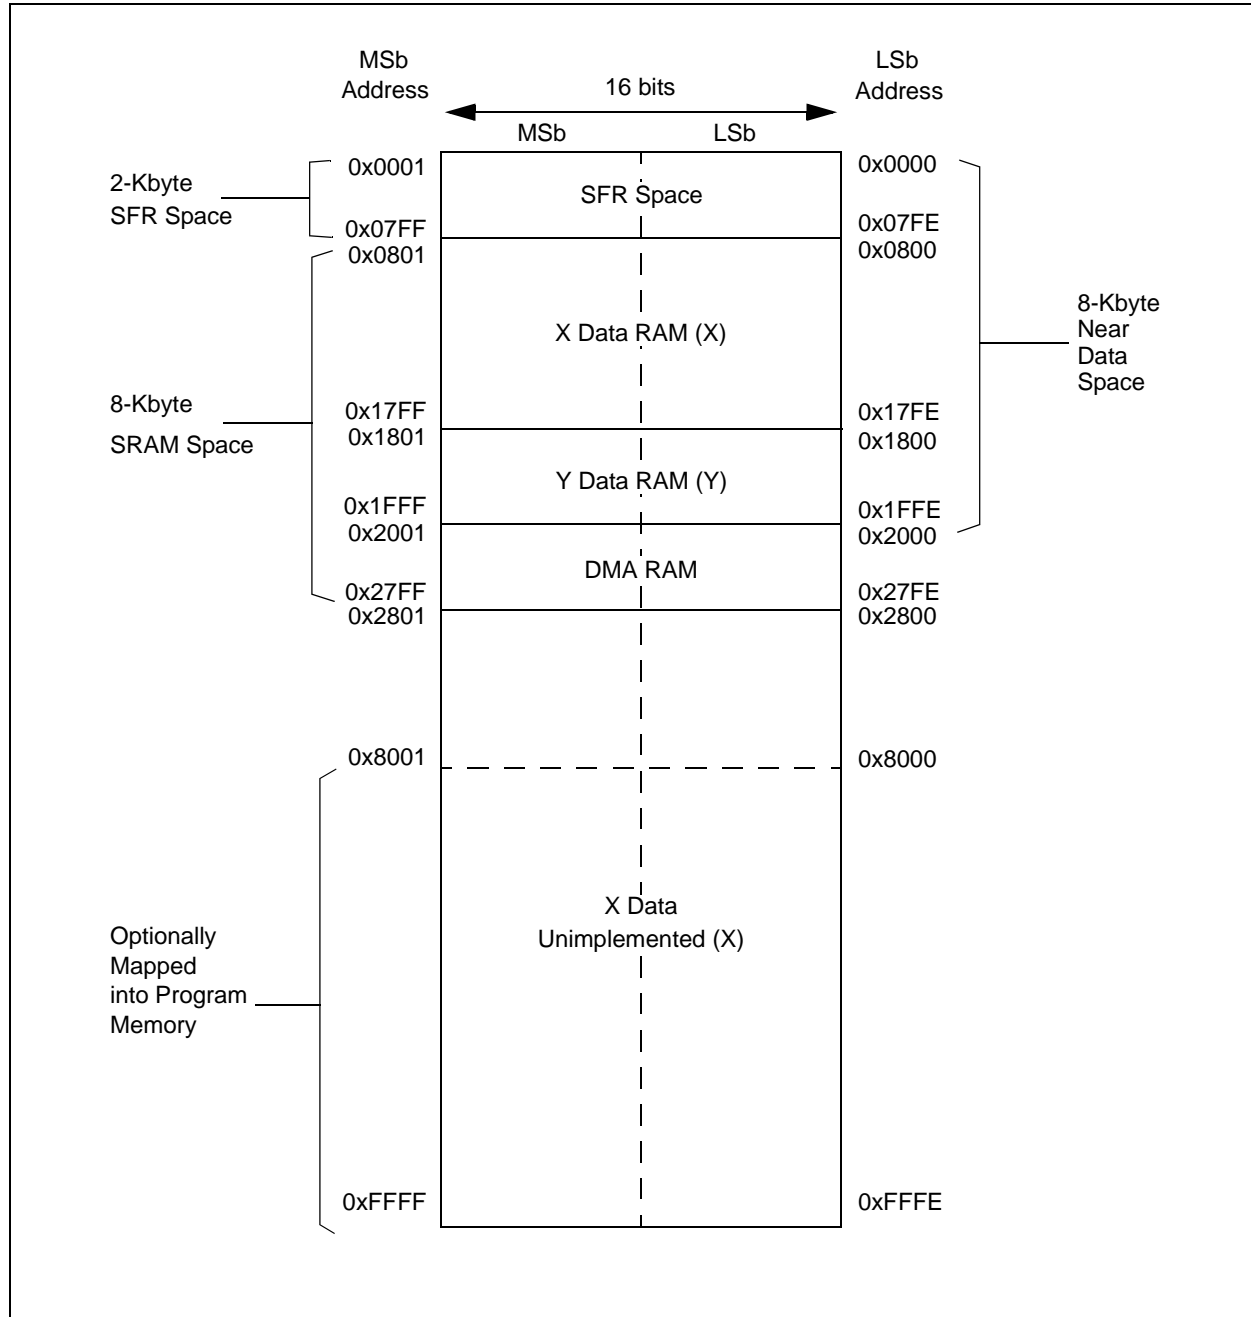 MSb
Address
16 bits
LSb
Address
MSb
LSb
0x0001
0x0000
2-Kbyte
SFR Space
SFR Space
0x07FF
0x07FE
0x0801
0x0800
8-Kbyte
Near
Data
Space
X Data RAM (X)
8-Kbyte
SRAM Space
0x17FF
0x17FE
0x1801
0x1800
Y Data RAM (Y)
0x1FFF
0x1FFE
0x2001
0x2000
DMA RAM
0x27FF
0x27FE
0x2801
0x2800
0x8001
0x8000
X Data
Unimplemented (X)
Optionally
Mapped
into Program
Memory
0xFFFF
0xFFFE